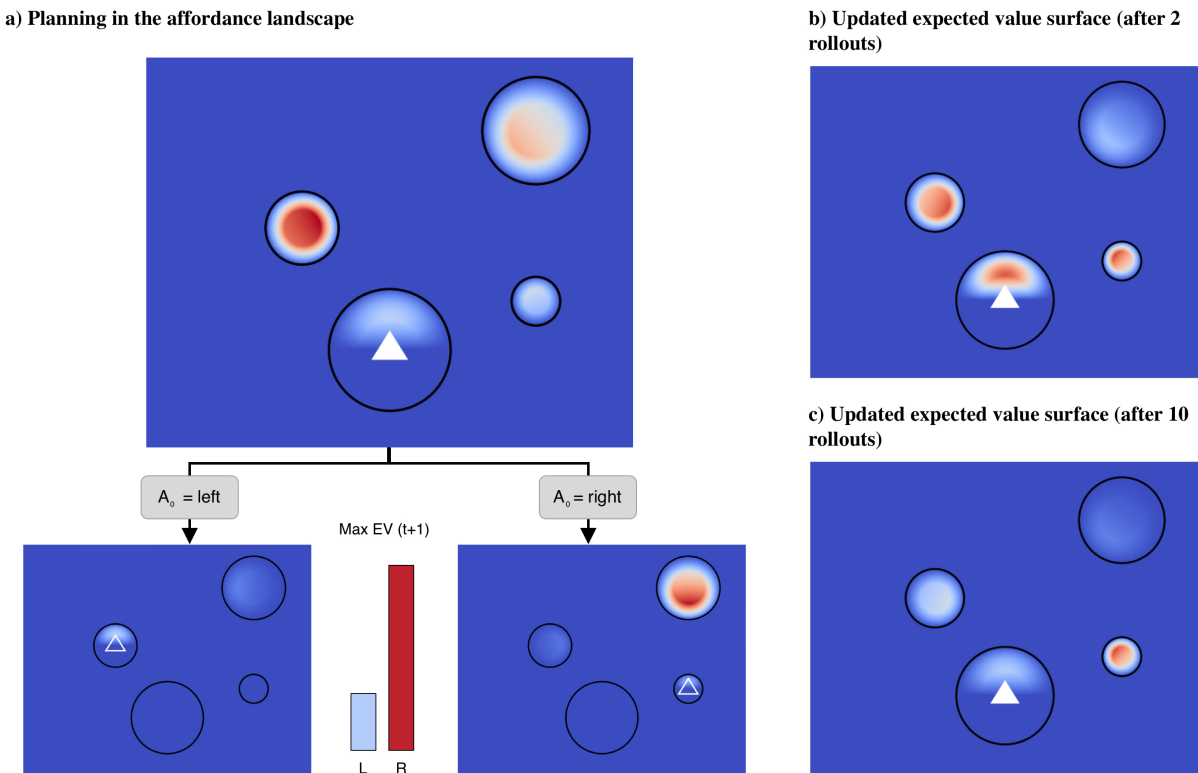 a) Planning in the affordance landscape
b) Updated expected value surface (after 2
rollouts)
A₀ = left
A₀ = right
Max EV (t+1)
L
R
c) Updated expected value surface (after 10
rollouts)